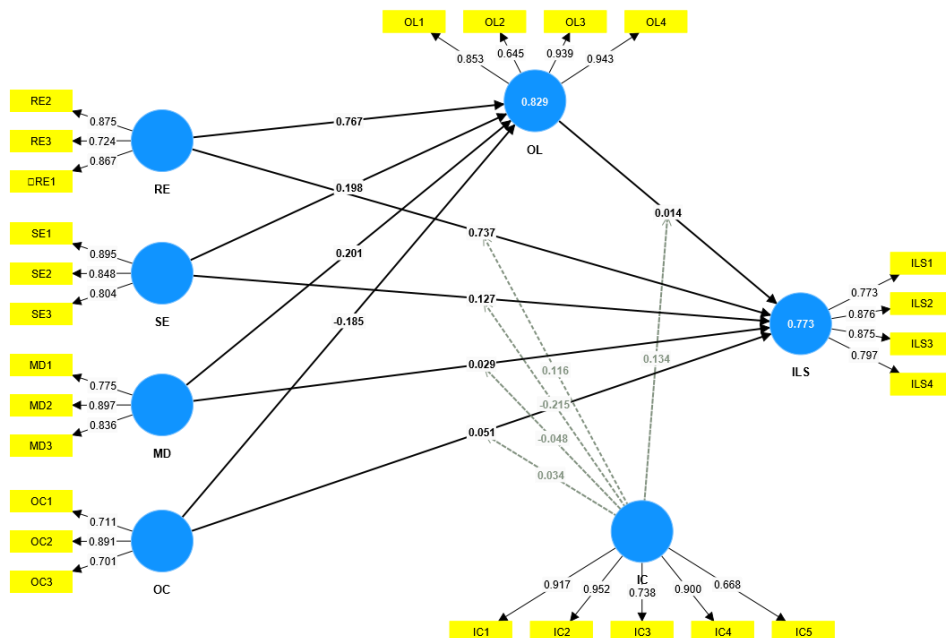 OL1
OL2
OL3
OL4
0.853
0.645
0.939
0.943
0.829
OL
RE2
RE3
□RE1
0.875
0.724
0.867
RE
0.767
0.198
0.201
-0.185
0.014
SE1
SE2
SE3
0.895
0.848
0.804
SE
0.737
0.127
0.029
0.051
0.134
0.116
-0.215
-0.048
0.034
ILS1
ILS2
ILS3
ILS4
0.773
0.876
0.875
0.797
0.773
ILS
MD1
MD2
MD3
0.775
0.897
0.836
MD
OC1
OC2
OC3
0.711
0.891
0.701
OC
IC
0.917
0.952
0.738
0.900
0.668
IC1
IC2
IC3
IC4
IC5